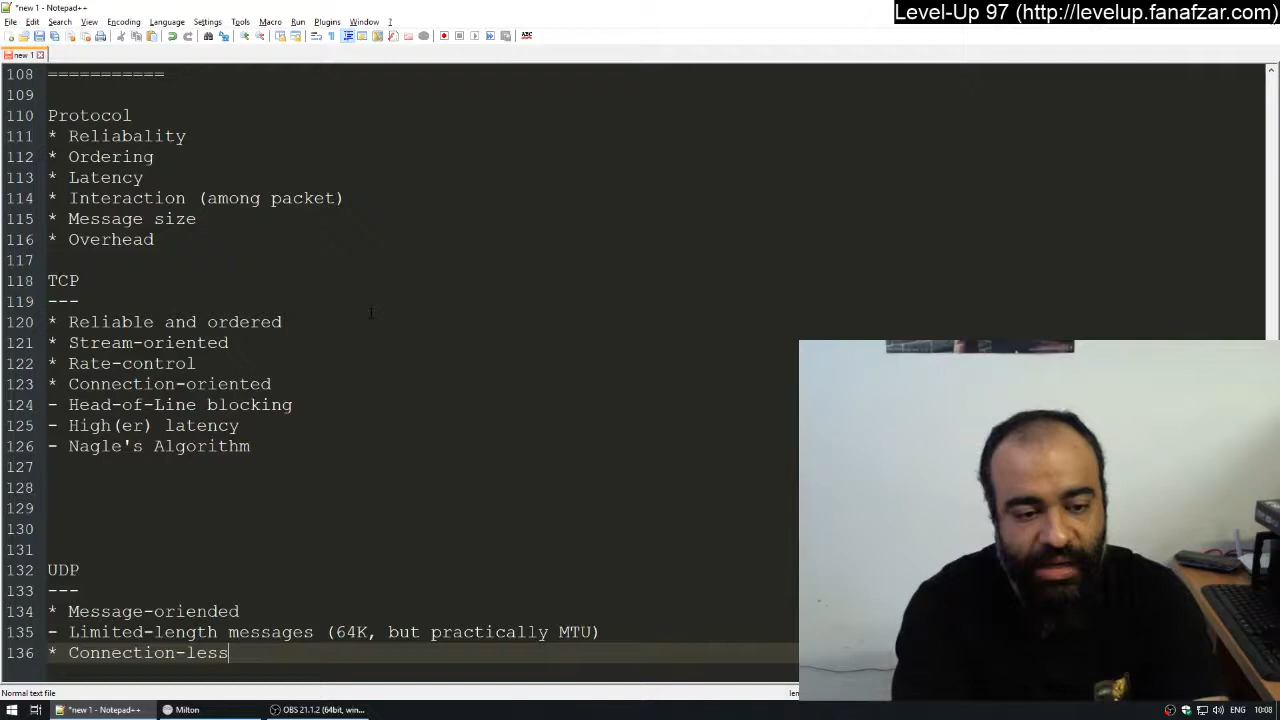 *new 1 - Notepad++
Level-Up 97 (http://levelup.fanafzar.com)
File Edit Search View Encoding Language Settings Tools Macro Run Plugins Window ?
new 1
108 ===========
109
110 Protocol
111 * Reliabality
112 * Ordering
113 * Latency
114 * Interaction (among packet)
115 * Message size
116 * Overhead
117
118 TCP
119 ---
120 * Reliable and ordered
121 * Stream-oriented
122 * Rate-control
123 * Connection-oriented
124 - Head-of-Line blocking
125 - High(er) latency
126 - Nagle's Algorithm
127
128
129
130
131
132 UDP
133 ---
134 * Message-oriended
135 - Limited-length messages (64K, but practically MTU)
136 * Connection-less
Normal text file
len
*new 1 - Notepad++ Milton OBS 21.1.2 (64bit, win... ENG 10:08